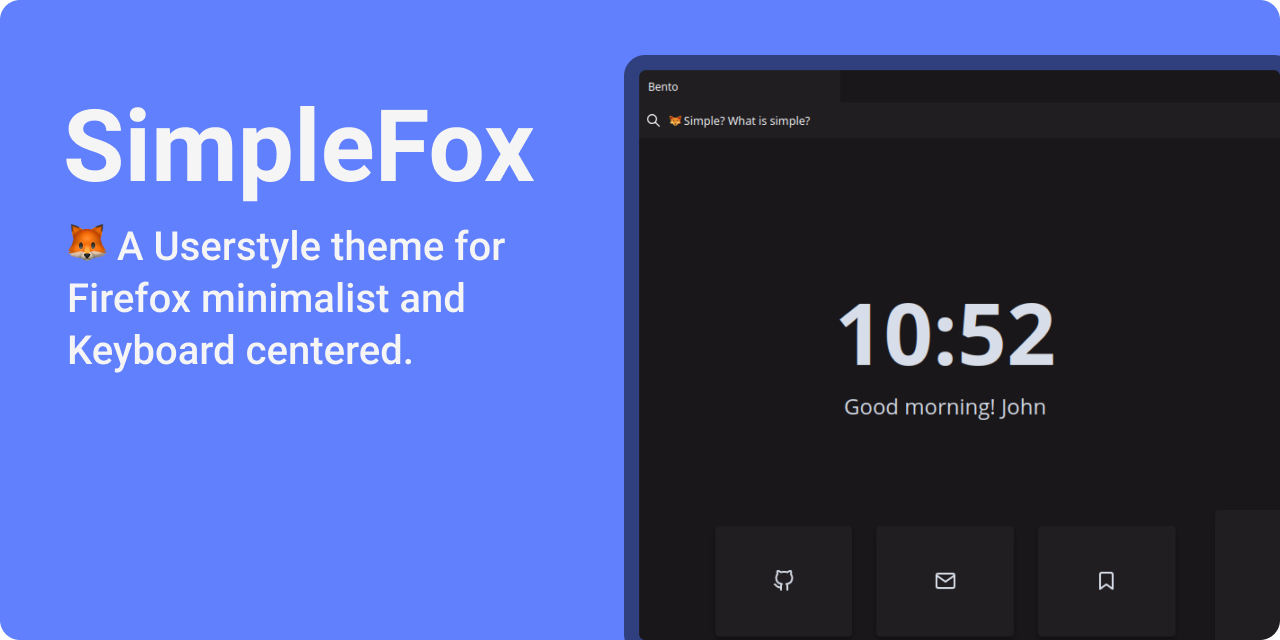 SimpleFox
🦊 A Userstyle theme for
Firefox minimalist and
Keyboard centered.
Bento
🦊 Simple? What is simple?
10:52
Good morning! John